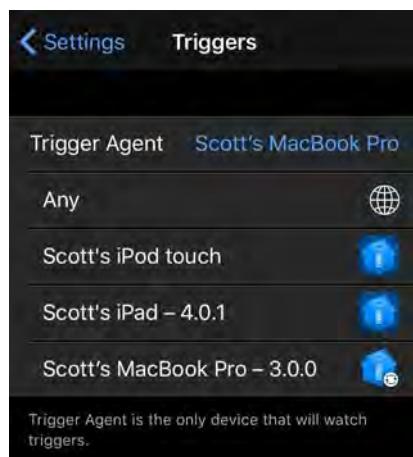 Settings Triggers
Trigger Agent Scott's MacBook Pro
Any
Scott's iPod touch
Scott's iPad – 4.0.1
Scott's MacBook Pro – 3.0.0
Trigger Agent is the only device that will watch
triggers.